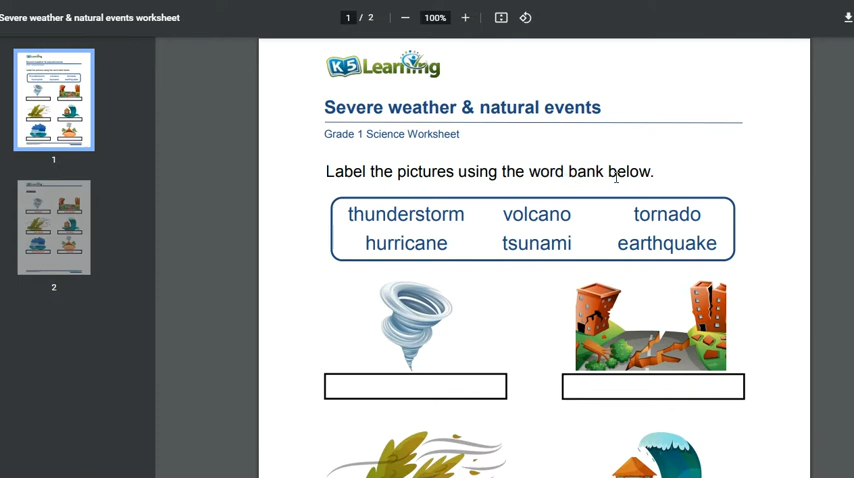 Severe weather & natural events worksheet
1 / 2
100%
K5 Learning
Severe weather & natural events
Grade 1 Science Worksheet
Label the pictures using the word bank below.
thunderstorm volcano tornado
hurricane tsunami earthquake
1
2